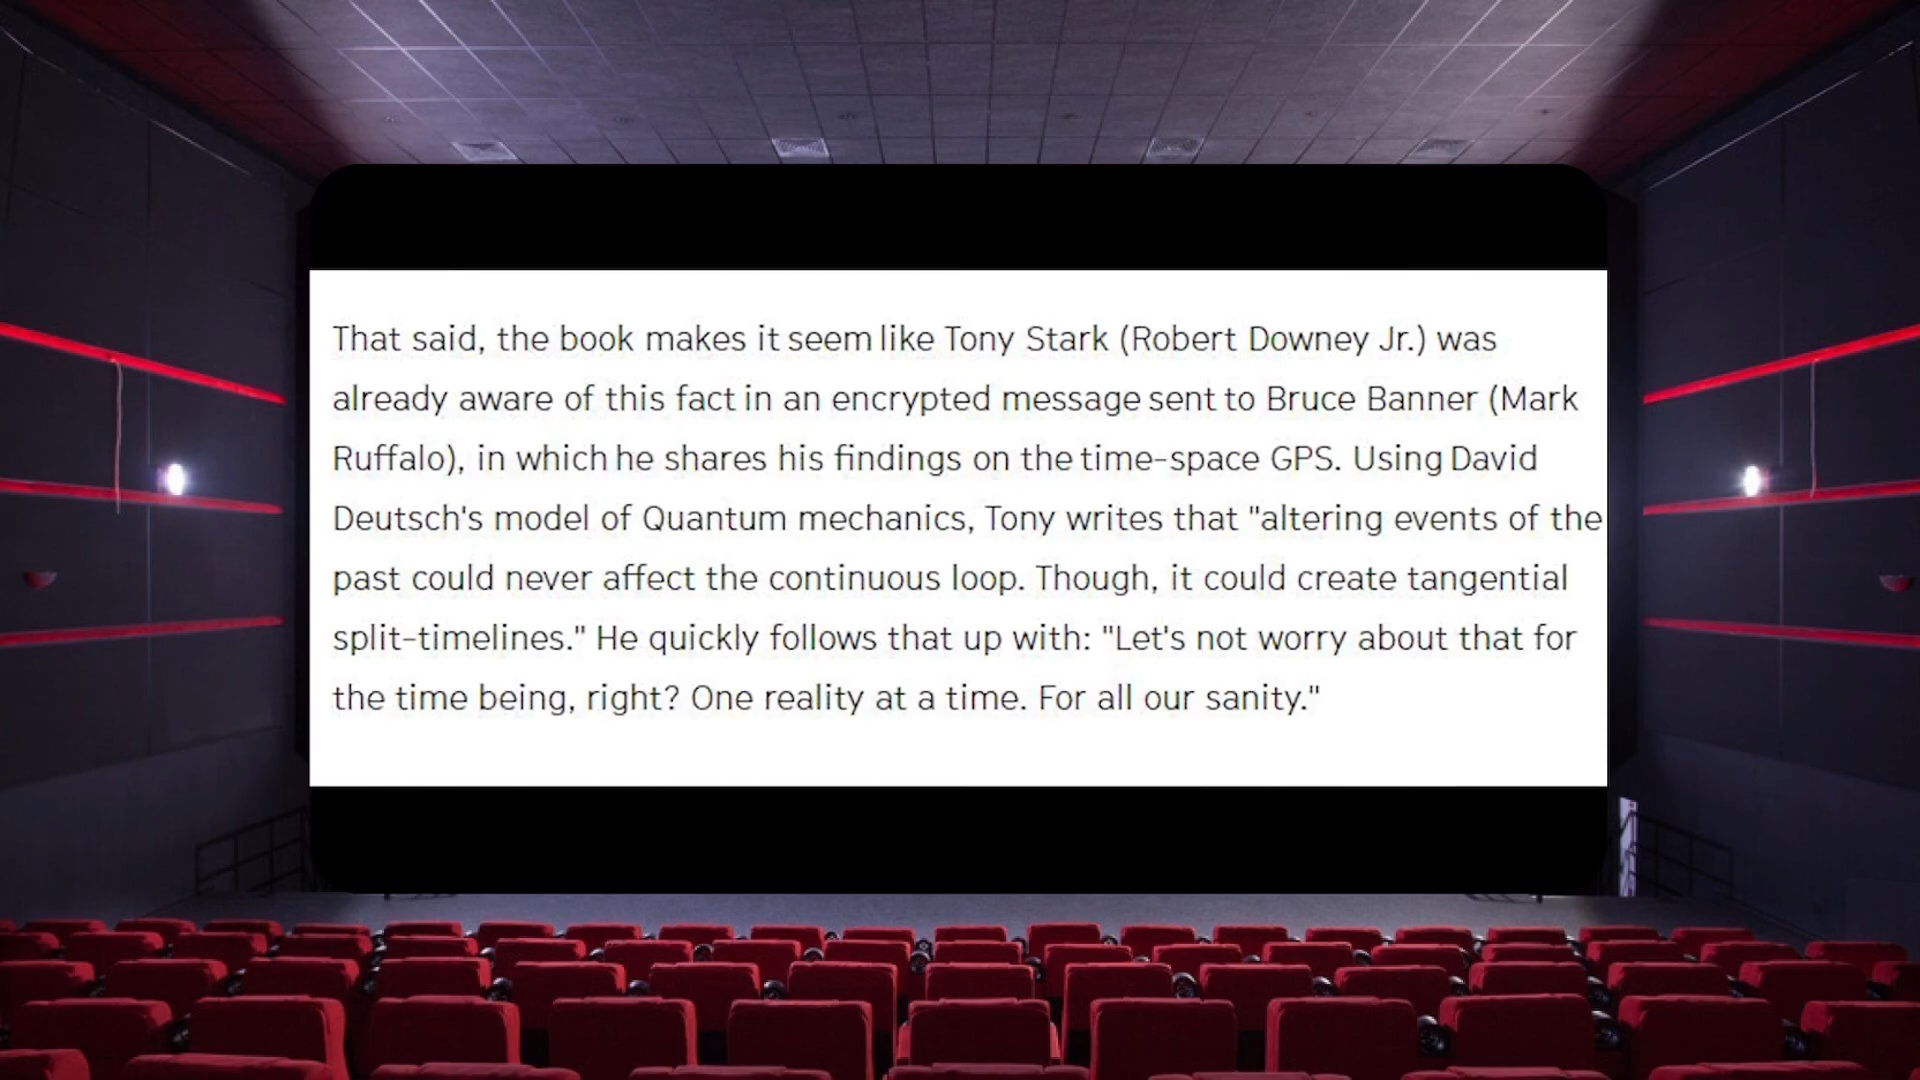 That said, the book makes it seem like Tony Stark (Robert Downey Jr.) was
already aware of this fact in an encrypted message sent to Bruce Banner (Mark
Ruffalo), in which he shares his findings on the time-space GPS. Using David
Deutsch's model of Quantum mechanics, Tony writes that "altering events of the
past could never affect the continuous loop. Though, it could create tangential
split-timelines." He quickly follows that up with: "Let's not worry about that for
the time being, right? One reality at a time. For all our sanity."